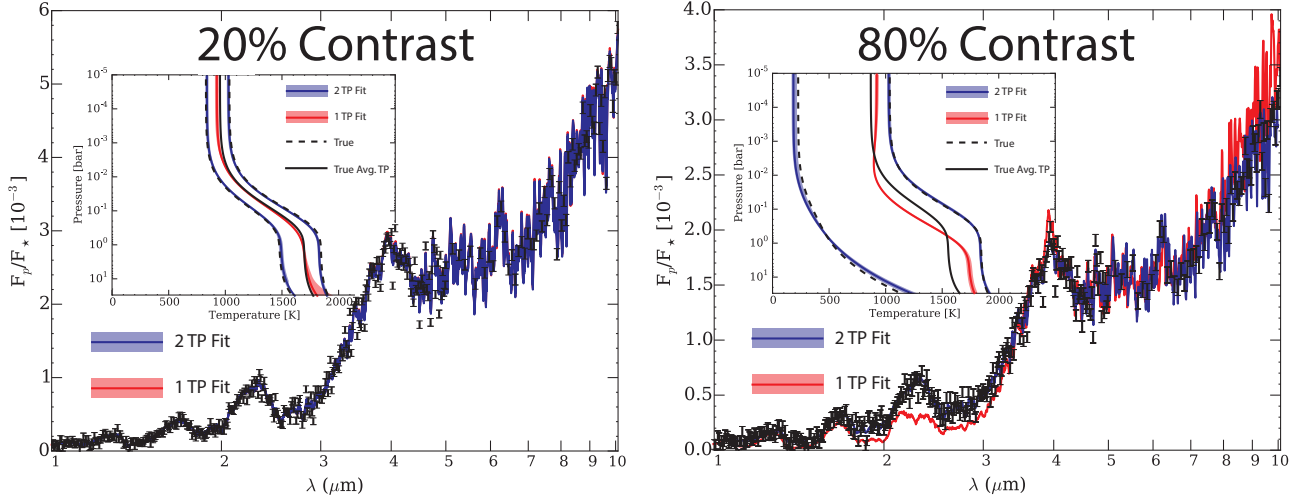 20% Contrast
6
5
4
3
2
1
0
F_p/F_⋆ [10^−3]
10^-5
10^-4
10^-3
10^-2
10^-1
10^0
10^1
Pressure [bar]
2 TP Fit
1 TP Fit
True
True Avg. TP
0 500 1000 1500 2000
Temperature [K]
2 TP Fit
1 TP Fit
1 2 3 4 5 6 7 8 9 10
λ (μm)
80% Contrast
4.0
3.5
3.0
2.5
2.0
1.5
1.0
0.5
0.0
F_p/F_⋆ [10^−3]
10^-5
10^-4
10^-3
10^-2
10^-1
10^0
10^1
Pressure [bar]
2 TP Fit
1 TP Fit
True
True Avg. TP
0 500 1000 1500 2000
Temperature [K]
2 TP Fit
1 TP Fit
1 2 3 4 5 6 7 8 9 10
λ (μm)